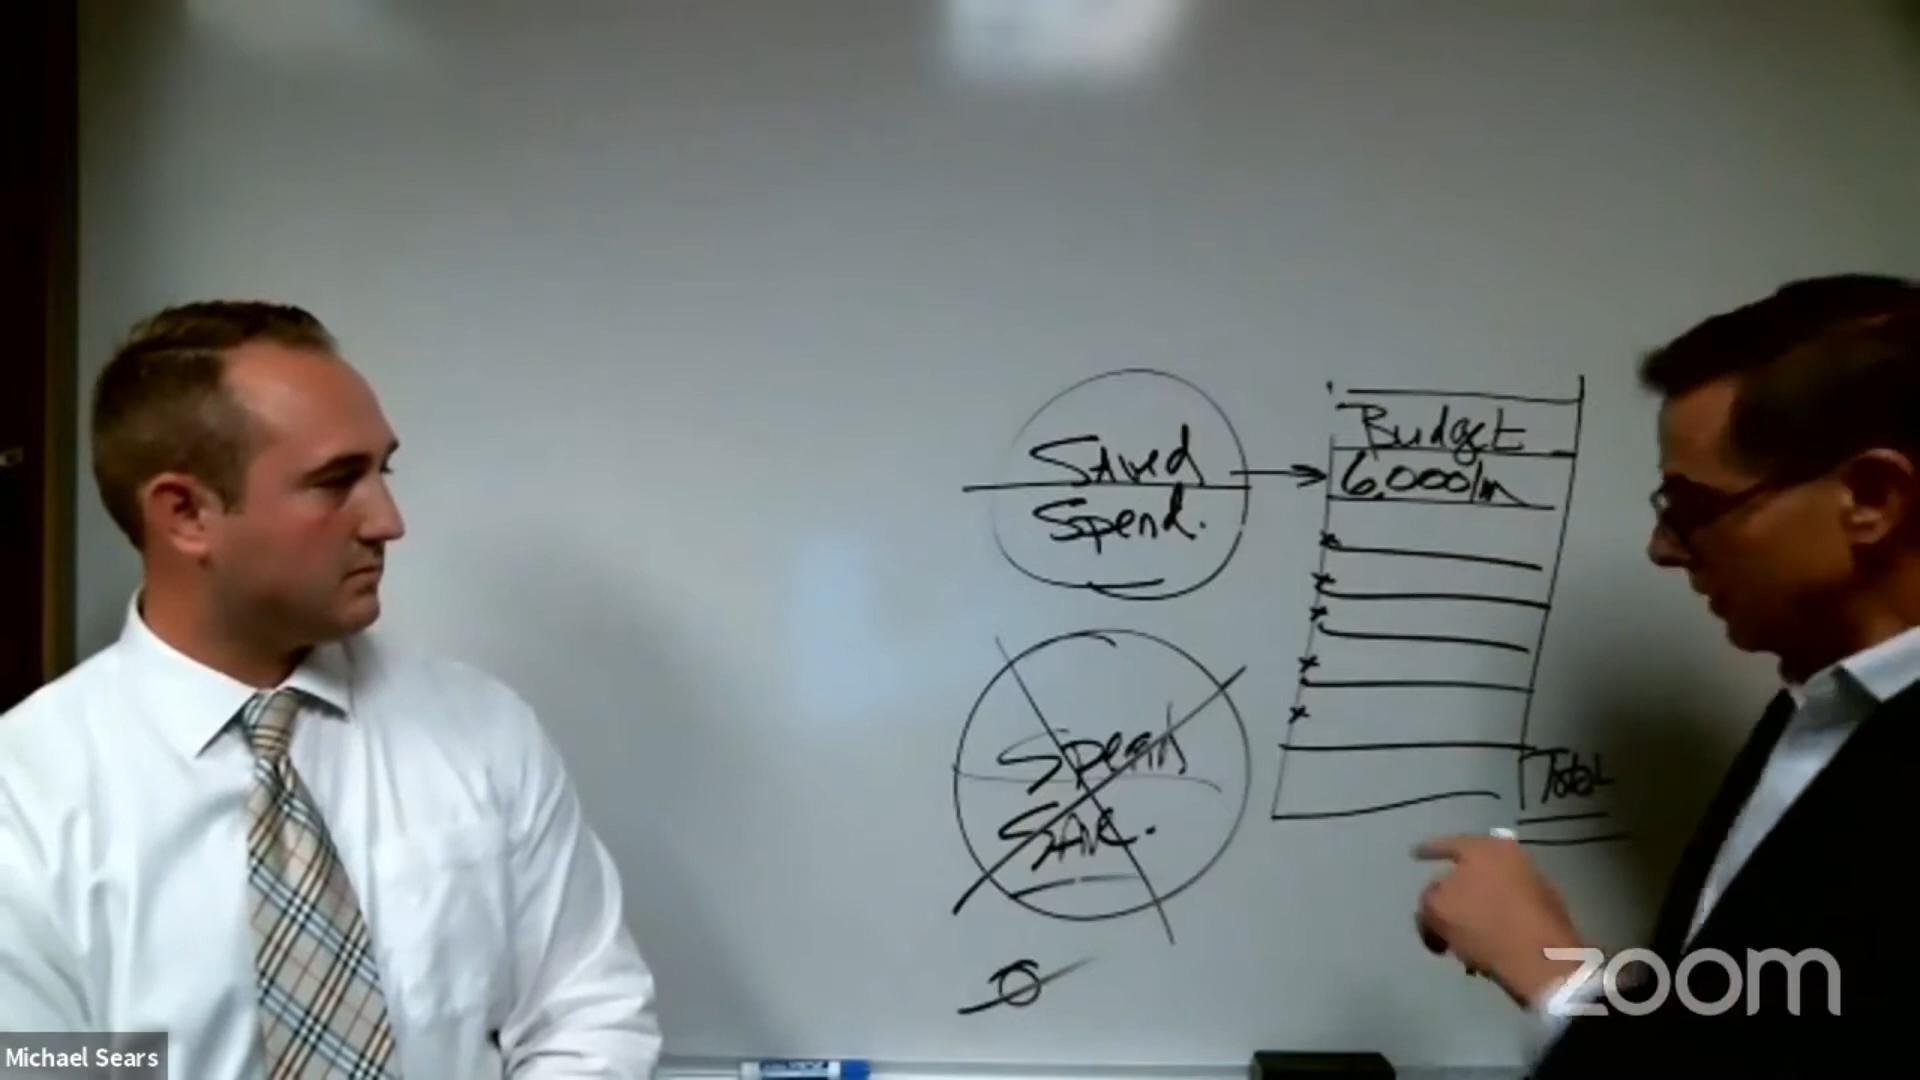 Saved
Spend.
Budget
6,000/m
Spend
Save.
Total
zoom
Michael Sears